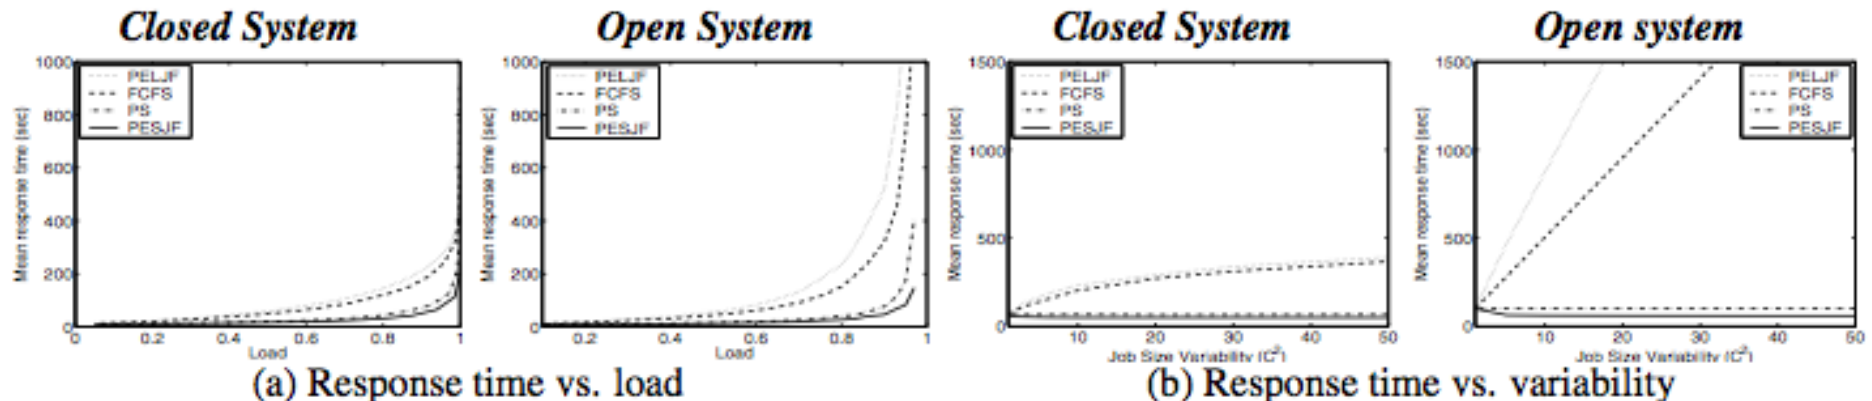 Closed System
Open System
Closed System
Open system
1000
800
600
400
200
0
Mean response time (sec)
PELJF
FCFS
PS
PESJF
0
0.2
0.4
0.6
0.8
1
Load
1000
800
600
400
200
0
Mean response time (sec)
PELJF
FCFS
PS
PESJF
0.2
0.4
0.6
0.8
1
Load
1500
1000
500
0
Mean response time (sec)
PELJF
FCFS
PS
PESJF
10
20
30
40
50
Job Size Variability (C²)
1500
1000
500
0
Mean response time (sec)
PELJF
FCFS
PS
PESJF
10
20
30
40
50
Job Size Variability (C²)
(a) Response time vs. load
(b) Response time vs. variability